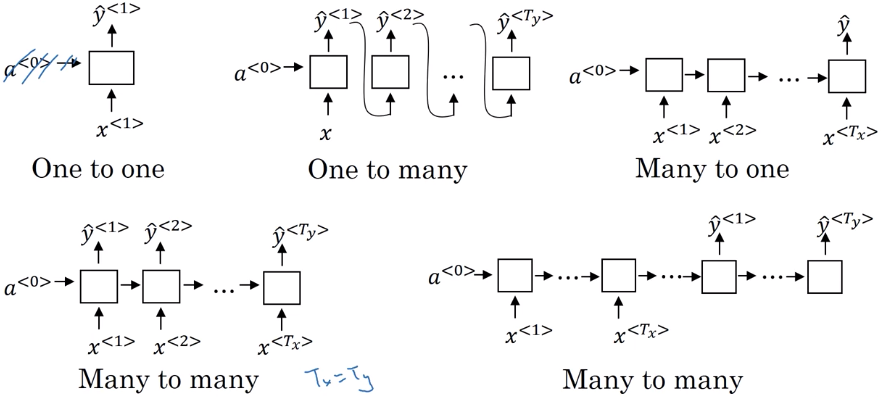 ŷ<1>
a<0>
x<1>
One to one
ŷ<1> ŷ<2> ŷ<Ty>
a<0> ...
x
One to many
ŷ
a<0> ...
x<1> x<2> x<Tx>
Many to one
ŷ<1> ŷ<2> ŷ<Ty>
a<0> ...
x<1> x<2> x<Tx>
Many to many Tx=Ty
ŷ<1> ŷ<Ty>
a<0> ... ... ...
x<1> x<Tx>
Many to many